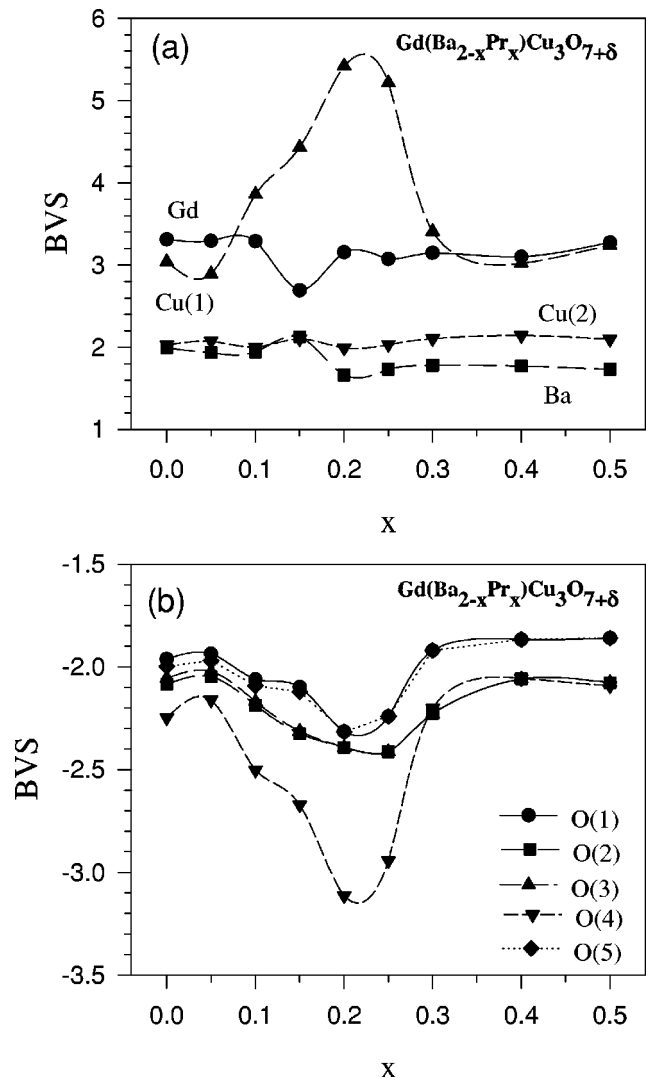 (a)
Gd(Ba2-xPrx)Cu3O7+δ
6
5
4
3
2
1
BVS
Gd
Cu(1)
Cu(2)
Ba
0.0 0.1 0.2 0.3 0.4 0.5
x
(b)
Gd(Ba2-xPrx)Cu3O7+δ
-1.5
-2.0
-2.5
-3.0
-3.5
BVS
O(1)
O(2)
O(3)
O(4)
O(5)
0.0 0.1 0.2 0.3 0.4 0.5
x